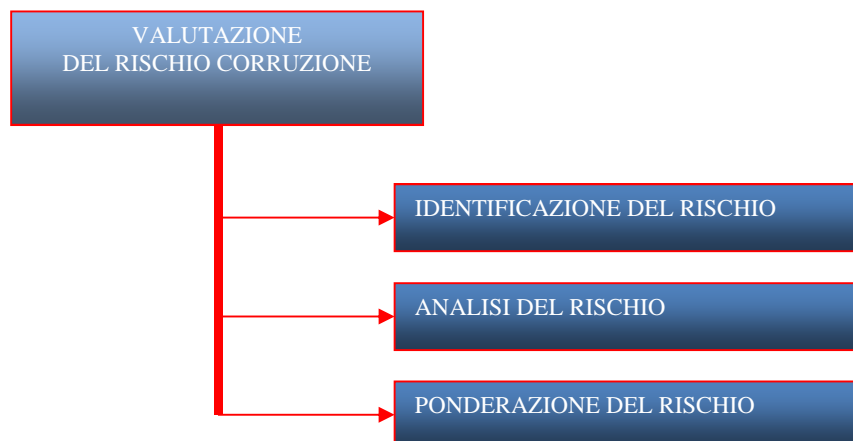 VALUTAZIONE
DEL RISCHIO CORRUZIONE
IDENTIFICAZIONE DEL RISCHIO
ANALISI DEL RISCHIO
PONDERAZIONE DEL RISCHIO